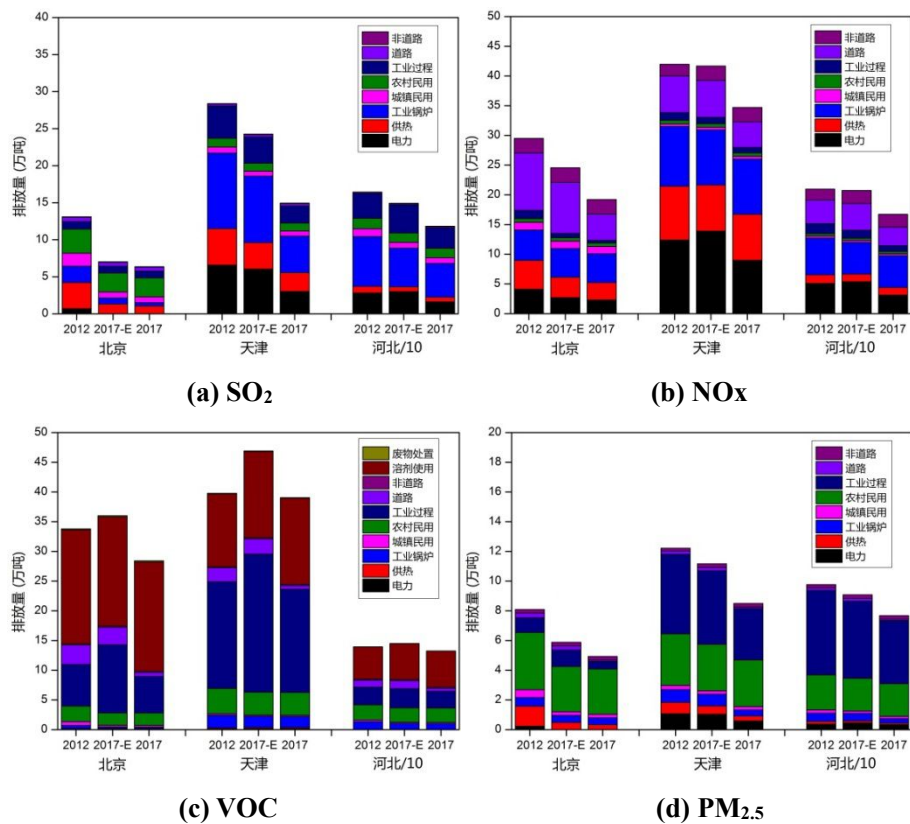 40
35
30
25
20
15
10
5
0
排放量 (万吨)
非道路
道路
工业过程
农村民用
城镇民用
工业锅炉
供热
电力
2012 2017-E 2017 2012 2017-E 2017 2012 2017-E 2017
北京 天津 河北/10
(a) SO2
50
45
40
35
30
25
20
15
10
5
0
排放量 (万吨)
非道路
道路
工业过程
农村民用
城镇民用
工业锅炉
供热
电力
2012 2017-E 2017 2012 2017-E 2017 2012 2017-E 2017
北京 天津 河北/10
(b) NOx
50
45
40
35
30
25
20
15
10
5
0
排放量 (万吨)
废物处置
溶剂使用
非道路
道路
工业过程
农村民用
城镇民用
工业锅炉
供热
电力
2012 2017-E 2017 2012 2017-E 2017 2012 2017-E 2017
北京 天津 河北/10
(c) VOC
20
18
16
14
12
10
8
6
4
2
0
排放量 (万吨)
非道路
道路
工业过程
农村民用
城镇民用
工业锅炉
供热
电力
2012 2017-E 2017 2012 2017-E 2017 2012 2017-E 2017
北京 天津 河北/10
(d) PM2.5